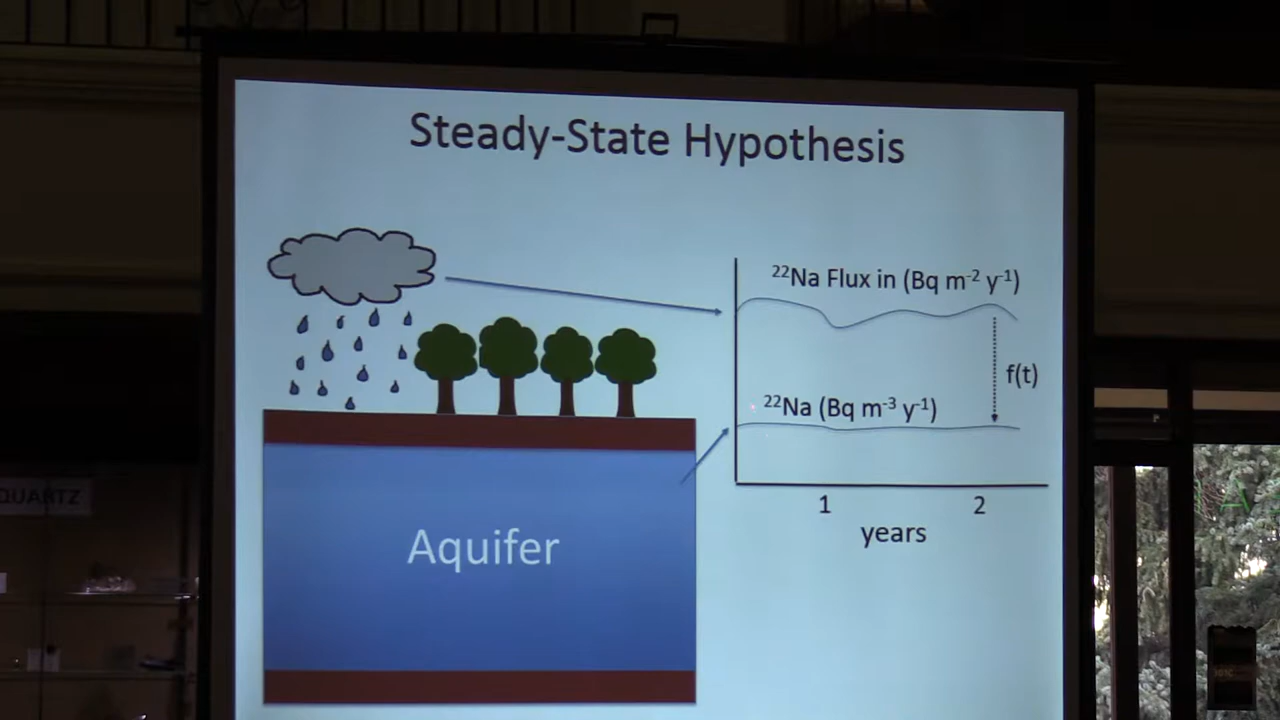 Steady-State Hypothesis
²²Na Flux in (Bq m⁻² y⁻¹)
f(t)
²²Na (Bq m⁻³ y⁻¹)
1 2
years
Aquifer
QUARTZ